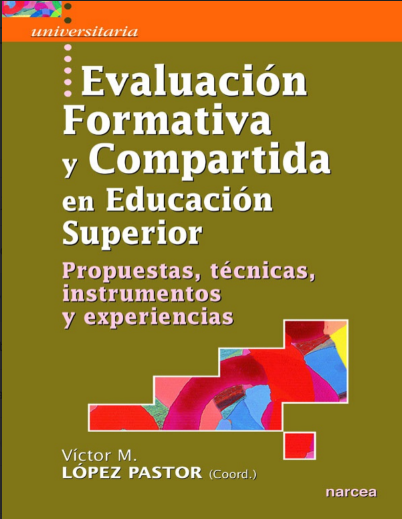 universitaria
Evaluación
Formativa
y Compartida
en Educación
Superior
Propuestas, técnicas,
instrumentos
y experiencias
Víctor M.
LÓPEZ PASTOR (Coord.)
narcea